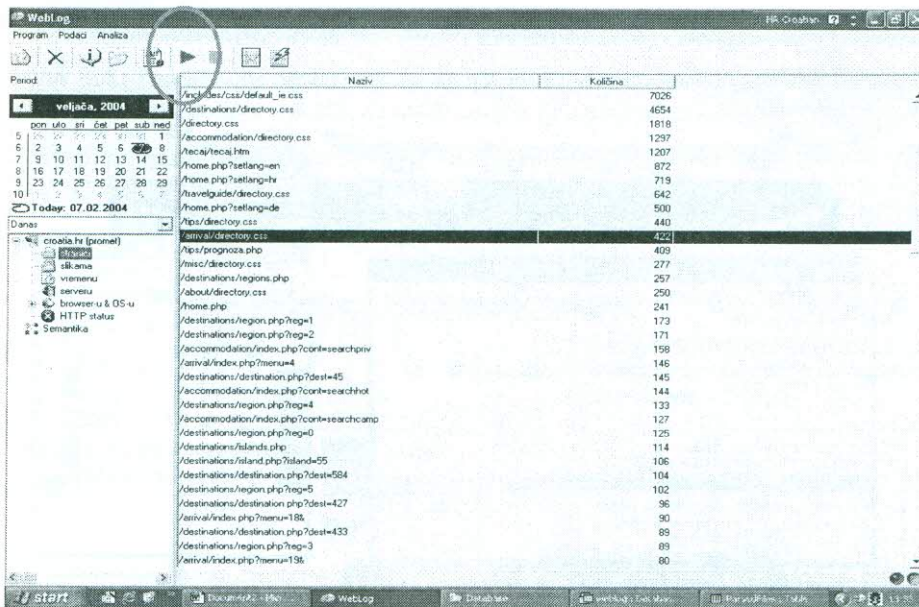 WebLog
HR Croatian
Program Podaci Analiza
Period:
veljača, 2004
pon uto sri čet pet sub ned
5 1
6 2 3 4 5 6 8
7 9 10 11 12 13 14 15
8 16 17 18 19 20 21 22
9 23 24 25 26 27 28 29
10
Today: 07.02.2004
Danas
croatia.hr (promet)
stranici
slikama
vremenu
serveru
browser-u & OS-u
HTTP status
Semantika
Naziv Količina
/includes/css/default_ie.css 7026
/destinations/directory.css 4654
/directory.css 1818
/accommodation/directory.css 1297
/tecaj/tecaj.htm 1207
/home.php?setlang=en 872
/home.php?setlang=hr 719
/travelguide/directory.css 642
/home.php?setlang=de 500
/tips/directory.css 440
/arrival/directory.css 422
/tips/prognoza.php 409
/misc/directory.css 277
/destinations/regions.php 257
/about/directory.css 250
/home.php 241
/destinations/region.php?reg=1 173
/destinations/region.php?reg=2 171
/accommodation/index.php?cont=searchpriv 158
/arrival/index.php?menu=4 146
/destinations/destination.php?dest=45 145
/accommodation/index.php?cont=searchhot 144
/destinations/region.php?reg=4 133
/accommodation/index.php?cont=searchcamp 127
/destinations/region.php?reg=0 125
/destinations/islands.php 114
/destinations/island.php?island=55 106
/destinations/destination.php?dest=584 104
/destinations/region.php?reg=5 102
/destinations/destination.php?dest=427 96
/arrival/index.php?menu=18& 90
/destinations/destination.php?dest=433 89
/destinations/region.php?reg=3 89
/arrival/index.php?menu=19& 80
start Document2 - Mic... WebLog Database